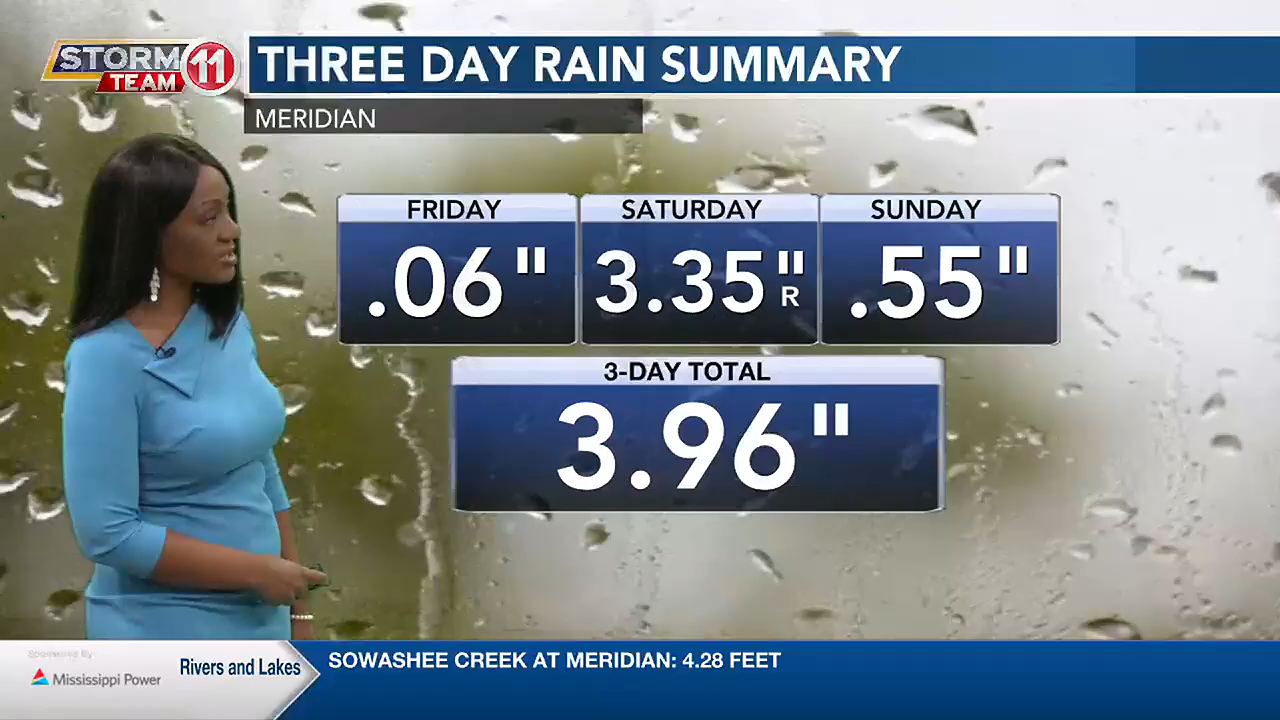 STORM TEAM 11
THREE DAY RAIN SUMMARY
MERIDIAN
FRIDAY
.06"
SATURDAY
3.35" R
SUNDAY
.55"
3-DAY TOTAL
3.96"
Sponsored By
Mississippi Power
Rivers and Lakes
SOWASHEE CREEK AT MERIDIAN: 4.28 FEET